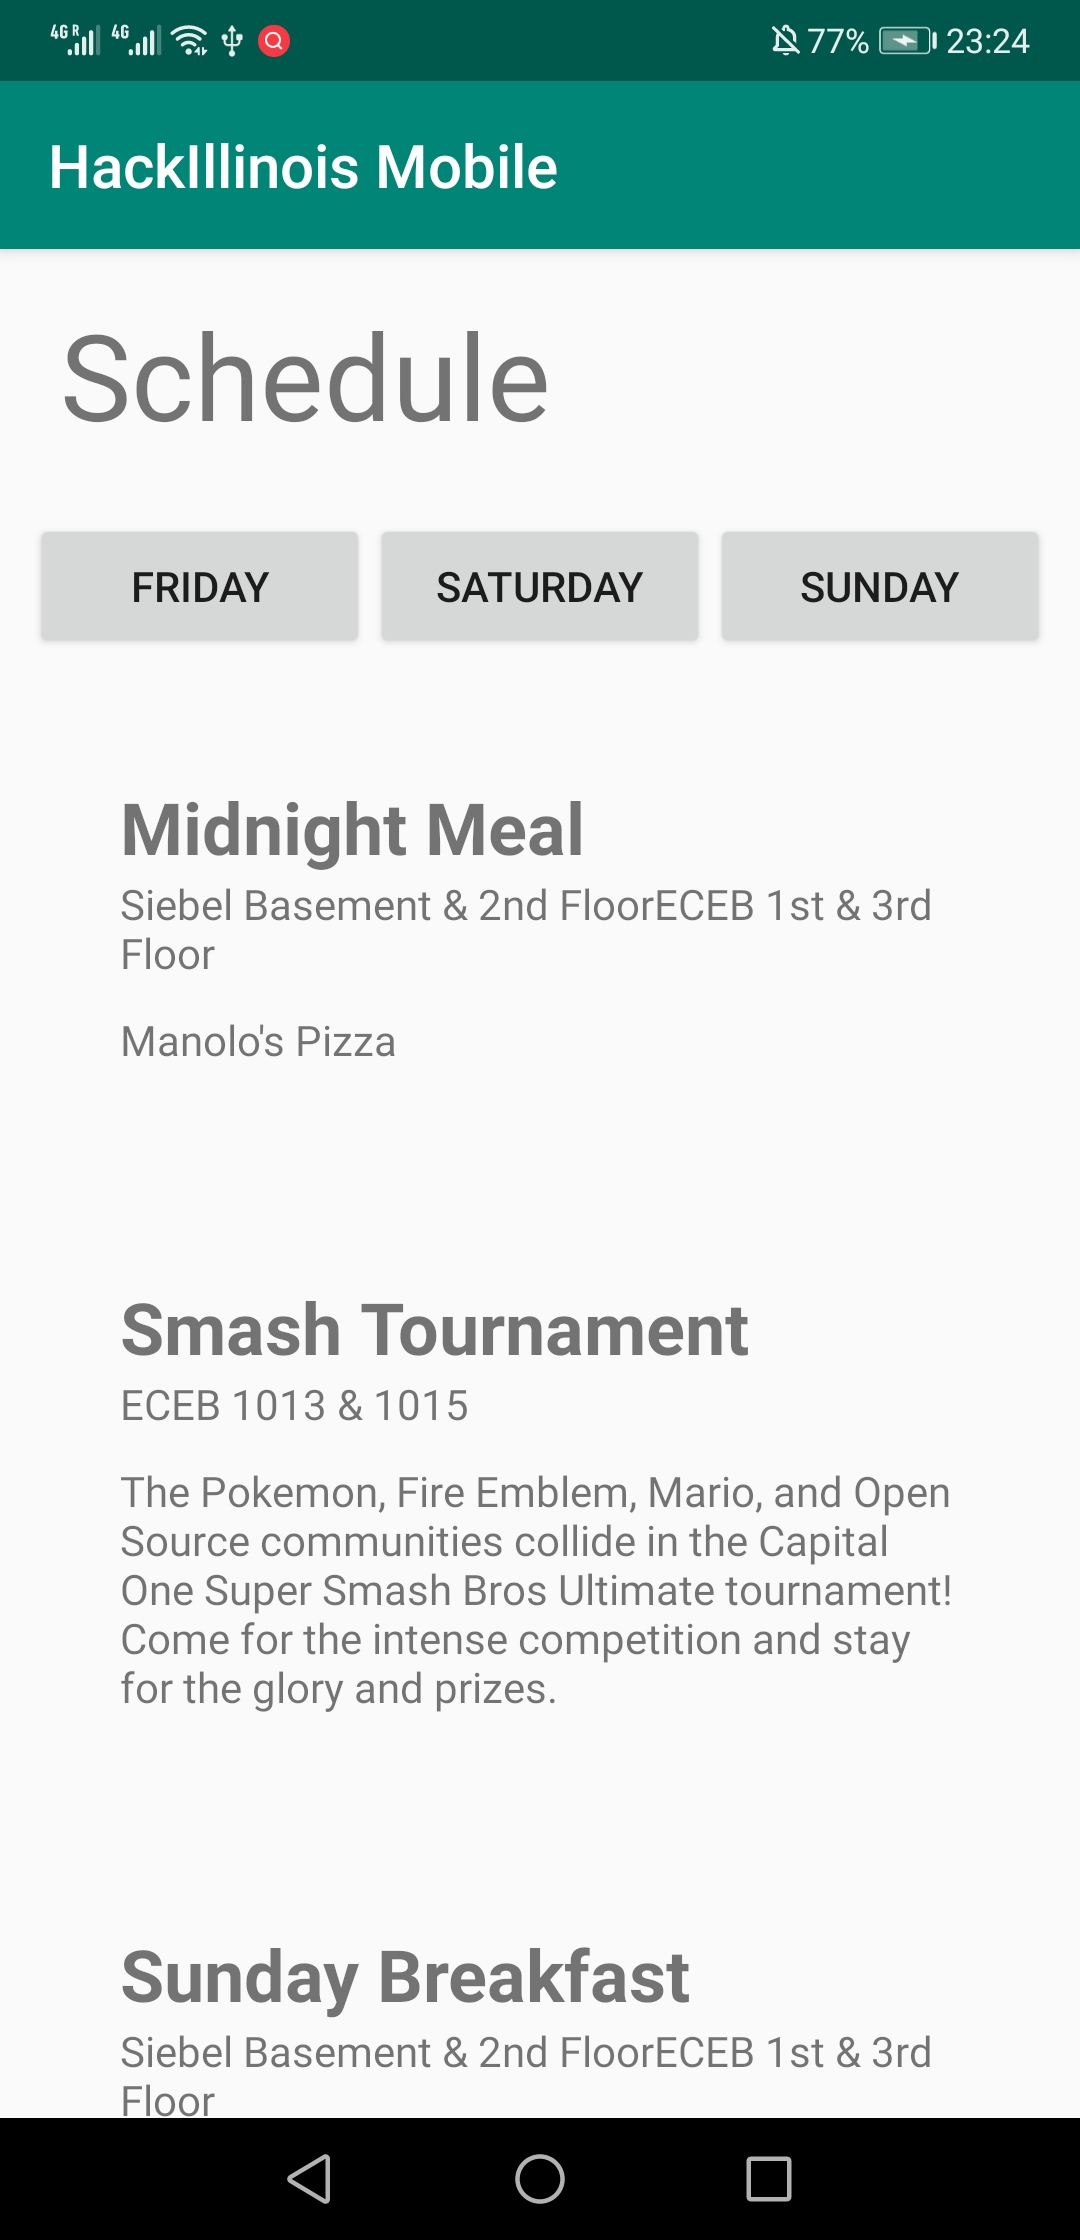 4G R 4G 77% 23:24
HackIllinois Mobile
Schedule
FRIDAY SATURDAY SUNDAY
Midnight Meal
Siebel Basement & 2nd FloorECEB 1st & 3rd
Floor
Manolo's Pizza
Smash Tournament
ECEB 1013 & 1015
The Pokemon, Fire Emblem, Mario, and Open
Source communities collide in the Capital
One Super Smash Bros Ultimate tournament!
Come for the intense competition and stay
for the glory and prizes.
Sunday Breakfast
Siebel Basement & 2nd FloorECEB 1st & 3rd
Floor